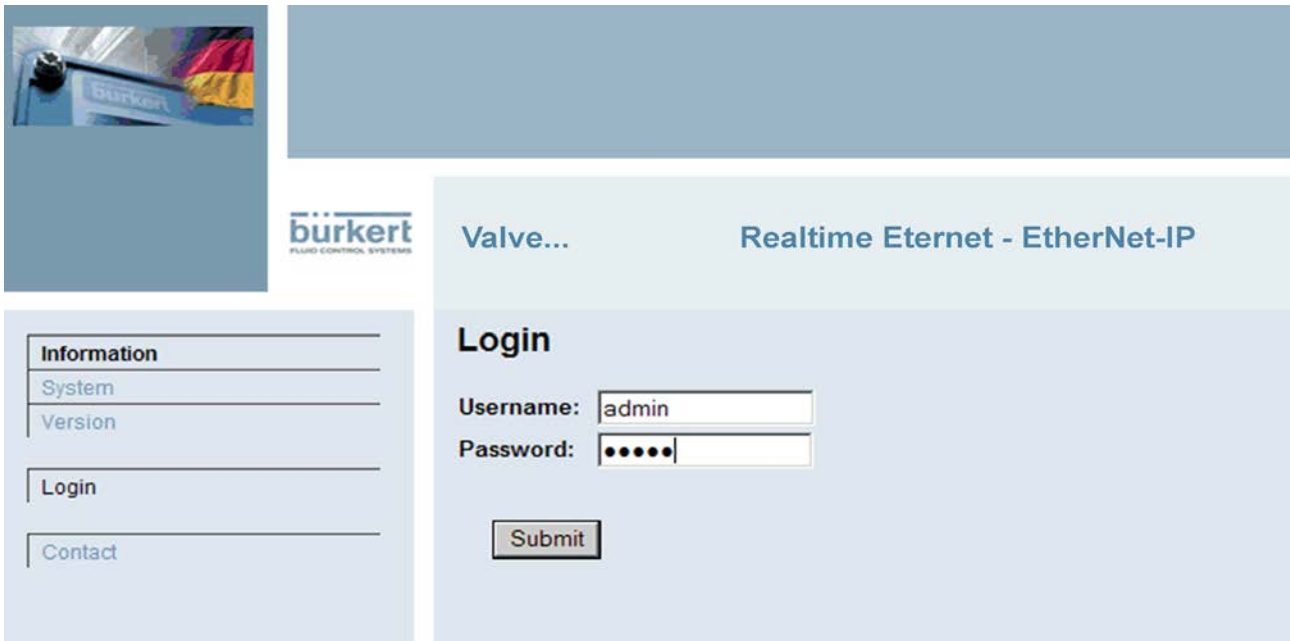 burkert
bürkert
FLUID CONTROL SYSTEMS
Valve... Realtime Eternet - EtherNet-IP
Information
System
Version
Login
Contact
Login
Username: admin
Password: •••••
Submit